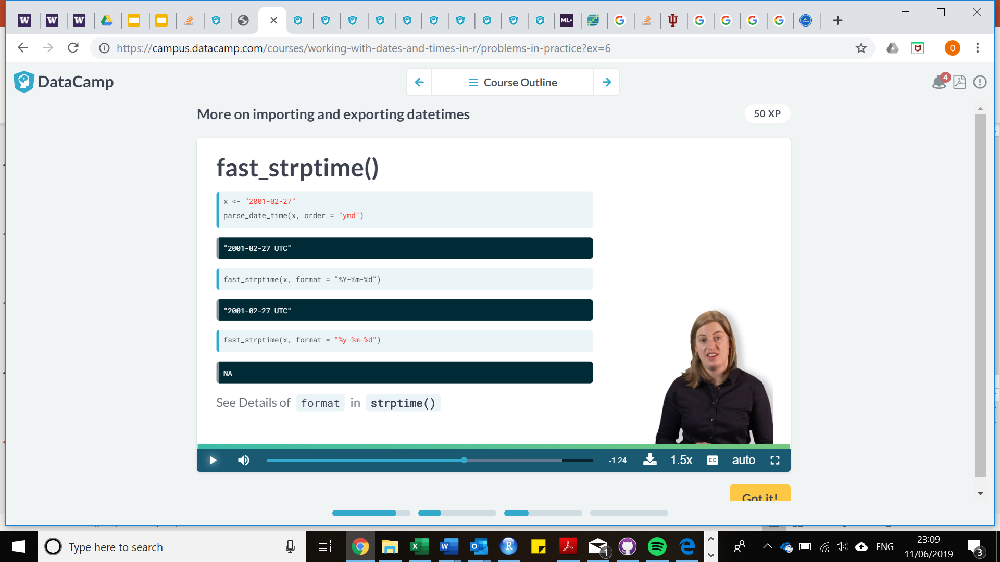 https://campus.datacamp.com/courses/working-with-dates-and-times-in-r/problems-in-practice?ex=6
O
DataCamp
Course Outline
4
More on importing and exporting datetimes
50 XP
fast_strptime()
x <- "2001-02-27"
parse_date_time(x, order = "ymd")
"2001-02-27 UTC"
fast_strptime(x, format = "%Y-%m-%d")
"2001-02-27 UTC"
fast_strptime(x, format = "%y-%m-%d")
NA
See Details of format in strptime()
-1:24
1.5x
CC
auto
Got it!
Type here to search
1
ENG
23:09
11/06/2019
3